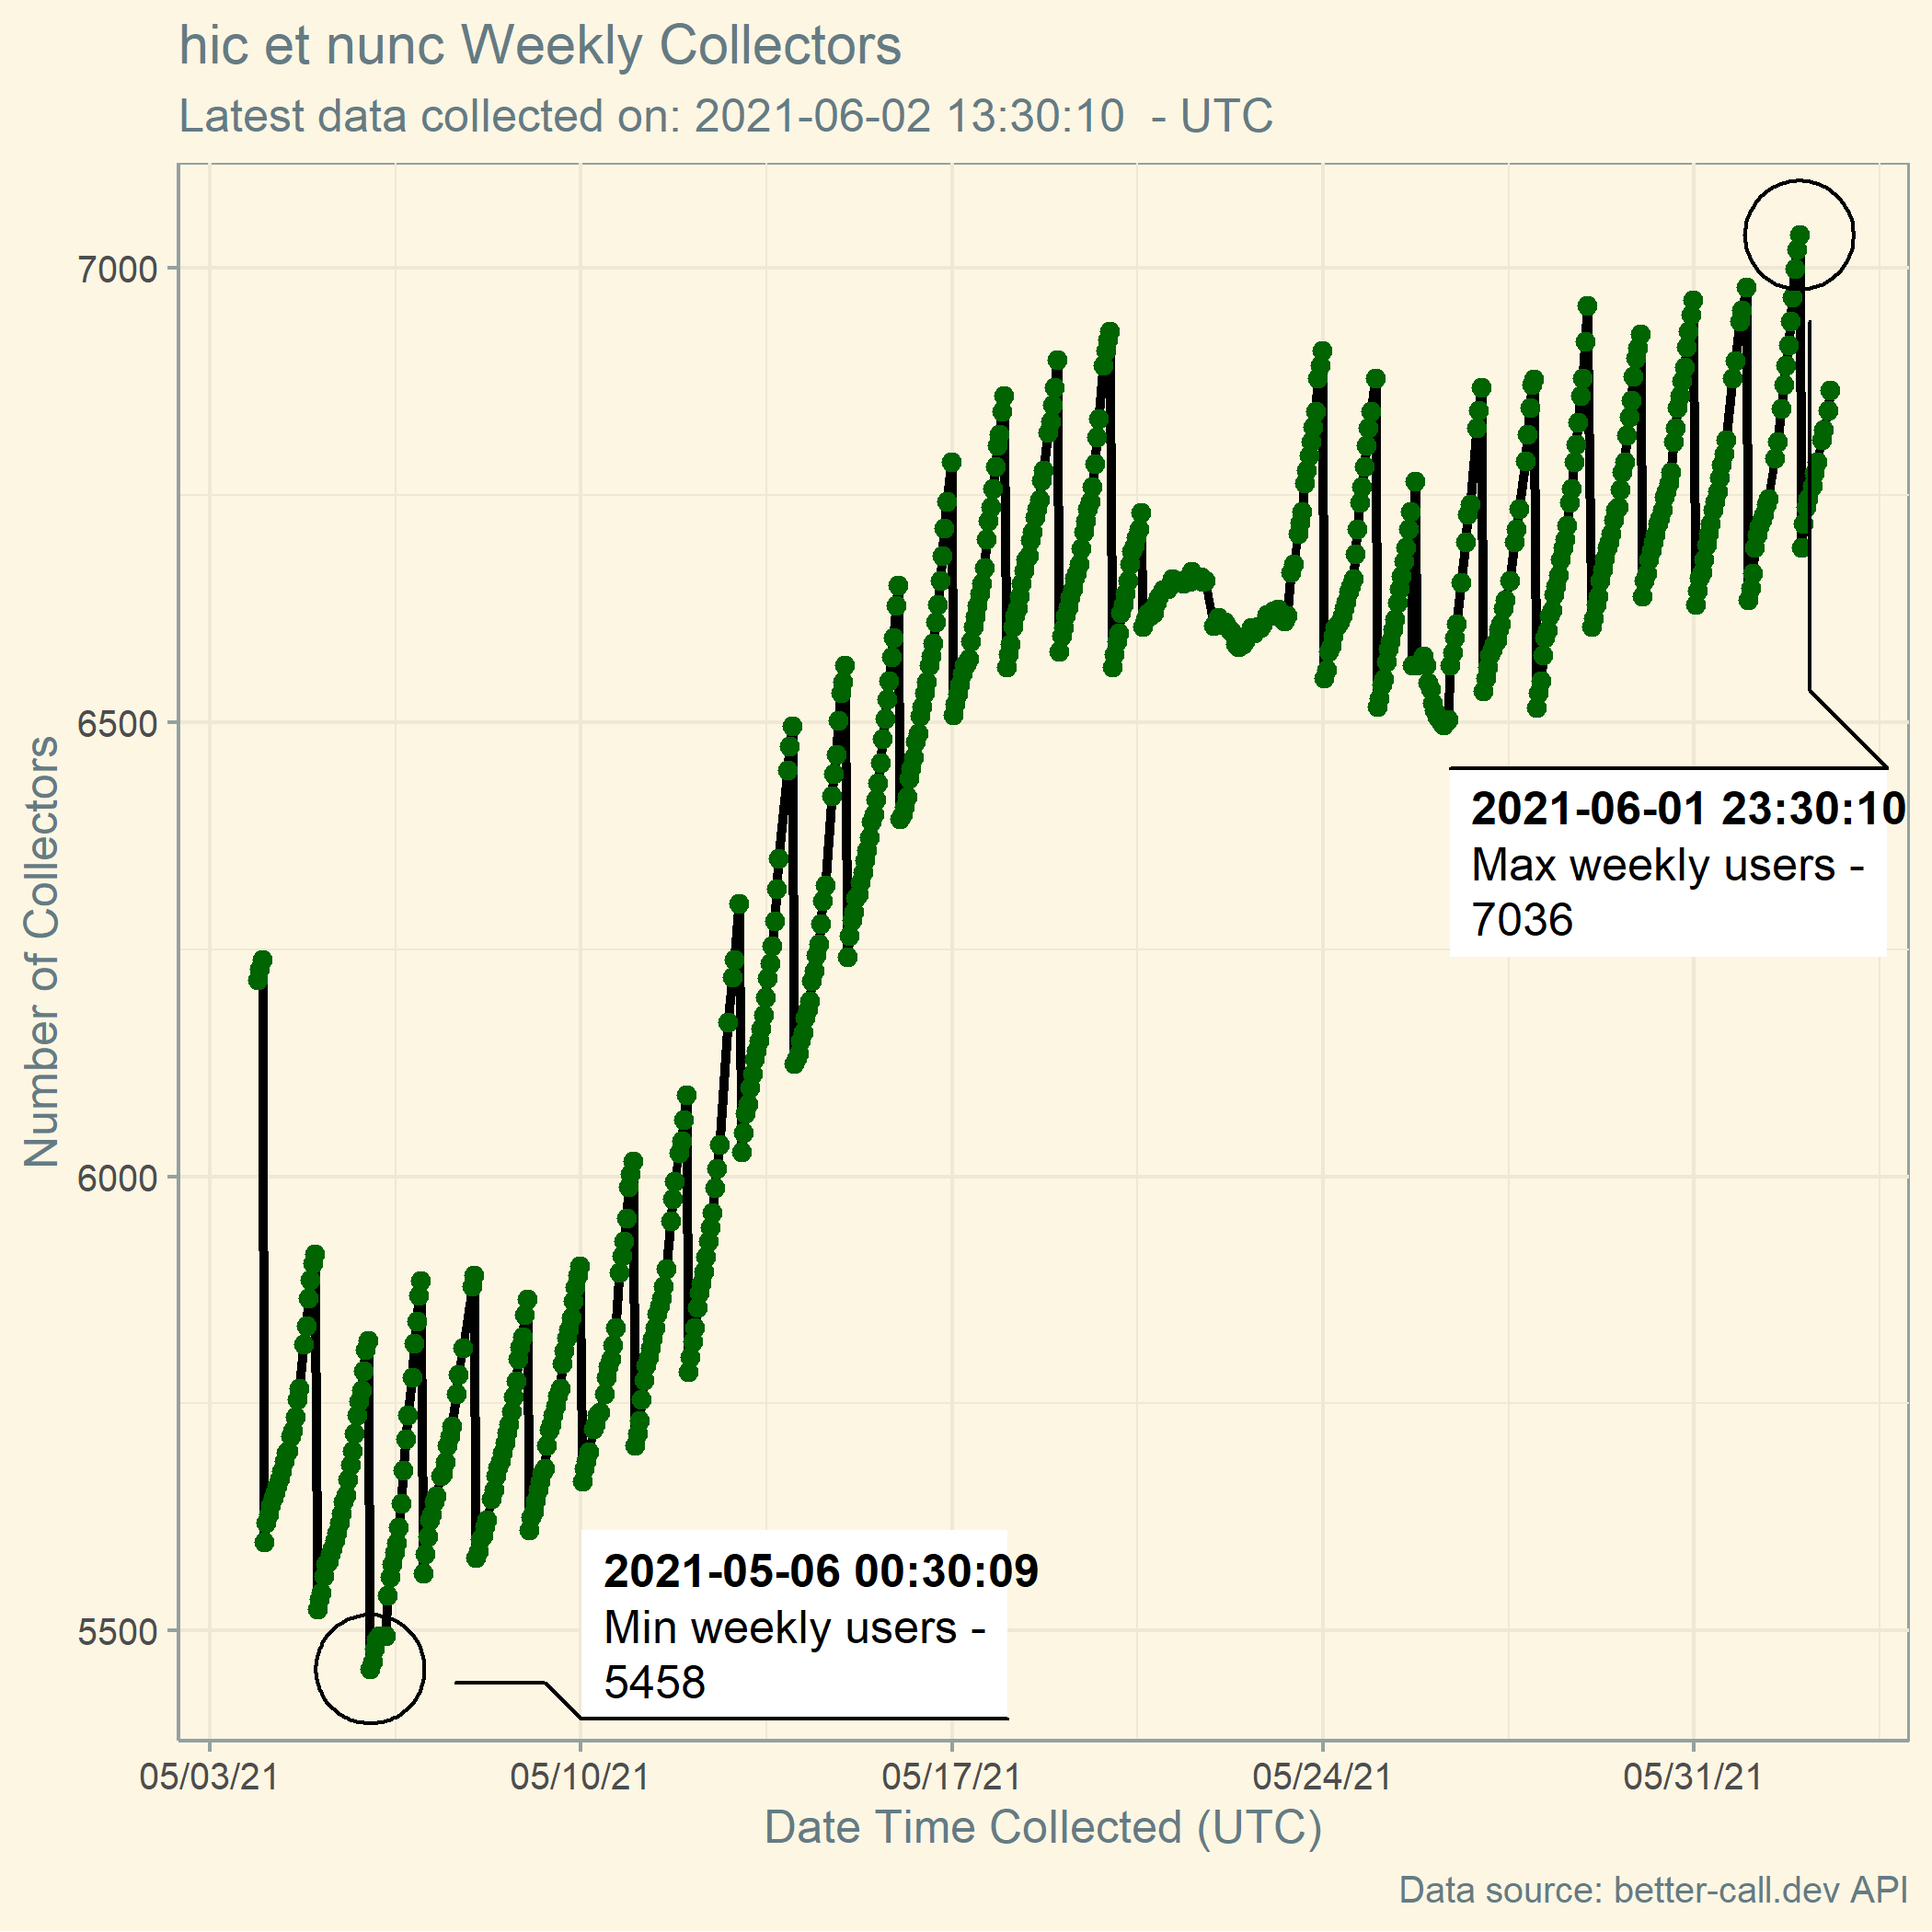 hic et nunc Weekly Collectors
Latest data collected on: 2021-06-02 13:30:10  - UTC
Number of Collectors
7000
6500
6000
5500
2021-06-01 23:30:10
Max weekly users -
7036
2021-05-06 00:30:09
Min weekly users -
5458
05/03/21
05/10/21
05/17/21
05/24/21
05/31/21
Date Time Collected (UTC)
Data source: better-call.dev API